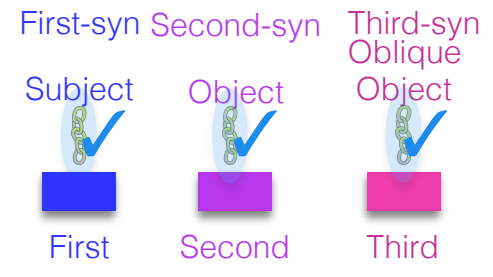 First-syn Second-syn Third-syn
Oblique
Subject Object Object
First Second Third